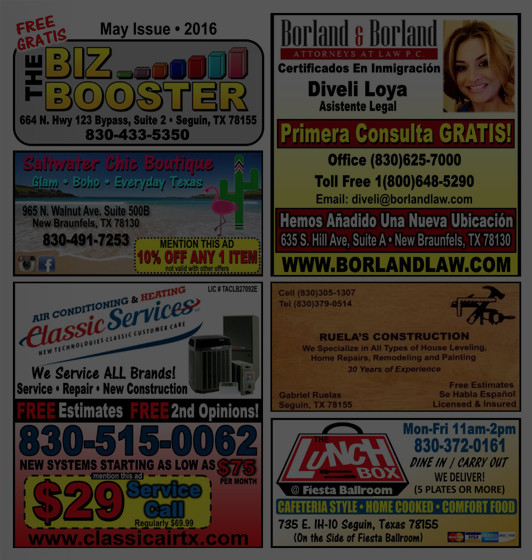 FREE
GRATIS
May Issue • 2016
THE BIZ
BOOSTER
664 N. Hwy 123 Bypass, Suite 2 • Seguin, TX 78155
830-433-5350
Saltwater Chic Boutique
Glam • Boho • Everyday Texas
965 N. Walnut Ave. Suite 500B
New Braunfels, TX 78130
830-491-7253
MENTION THIS AD
10% OFF ANY 1 ITEM
not valid with other offers
LIC # TACLB27092E
AIR CONDITIONING & HEATING
Classic Services
NEW TECHNOLOGIES CLASSIC CUSTOMER CARE
We Service ALL Brands!
Service • Repair • New Construction
FREE Estimates FREE 2nd Opinions!
830-515-0062
NEW SYSTEMS STARTING AS LOW AS $75
PER MONTH
mention this ad
$29 Service
Call
Regularly $69.99
www.classicairtx.com
Borland & Borland
ATTORNEYS AT LAW P.C.
Certificados En Inmigración
Diveli Loya
Asistente Legal
Primera Consulta GRATIS!
Office (830)625-7000
Toll Free 1(800)648-5290
Email: diveli@borlandlaw.com
Hemos Añadido Una Nueva Ubicación
635 S. Hill Ave, Suite A • New Braunfels, TX 78130
WWW.BORLANDLAW.COM
Cell (830)305-1307
Tel (830)379-0514
RUELA'S CONSTRUCTION
We Specialize in All Types of House Leveling,
Home Repairs, Remodeling and Painting
30 Years of Experience
Free Estimates
Gabriel Ruelas Se Habla Español
Seguin, TX 78155 Licensed & Insured
THE
LUNCH
BOX
@ Fiesta Ballroom
Mon-Fri 11am-2pm
830-372-0161
DINE IN / CARRY OUT
WE DELIVER!
(5 PLATES OR MORE)
CAFETERIA STYLE • HOME COOKED • COMFORT FOOD
735 E. IH-10 Seguin, Texas 78155
(On the Side of Fiesta Ballroom)
VISA